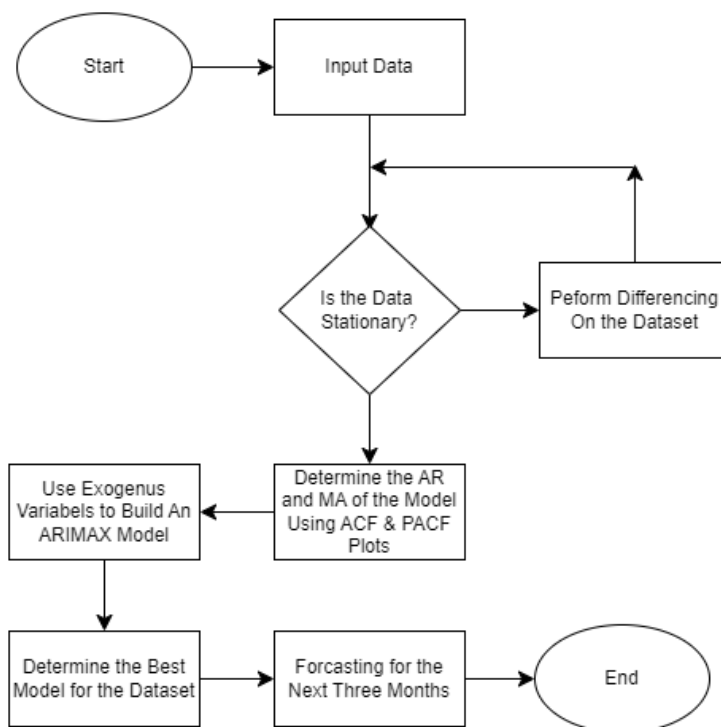 Start
Input Data
Is the Data
Stationary?
Peform Differencing
On the Dataset
Determine the AR
and MA of the Model
Using ACF & PACF
Plots
Use Exogenus
Variabels to Build An
ARIMAX Model
Determine the Best
Model for the Dataset
Forcasting for the
Next Three Months
End